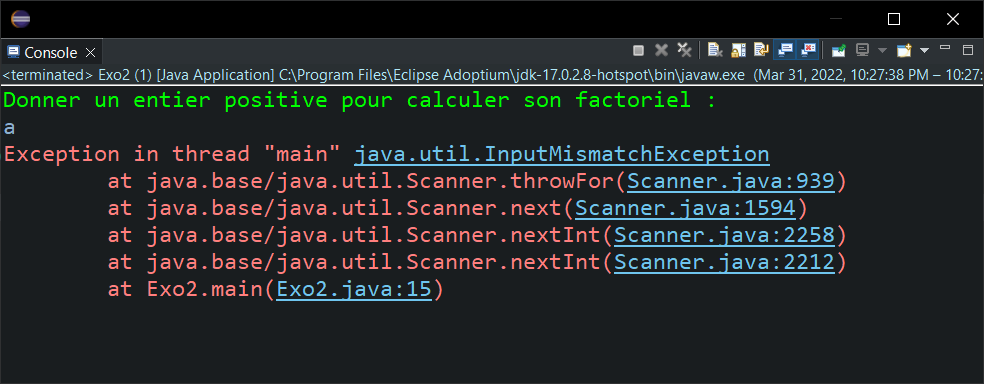 Console
<terminated> Exo2 (1) [Java Application] C:\Program Files\Eclipse Adoptium\jdk-17.0.2.8-hotspot\bin\javaw.exe (Mar 31, 2022, 10:27:38 PM – 10:27:
Donner un entier positive pour calculer son factoriel :
a
Exception in thread "main" java.util.InputMismatchException
at java.base/java.util.Scanner.throwFor(Scanner.java:939)
at java.base/java.util.Scanner.next(Scanner.java:1594)
at java.base/java.util.Scanner.nextInt(Scanner.java:2258)
at java.base/java.util.Scanner.nextInt(Scanner.java:2212)
at Exo2.main(Exo2.java:15)